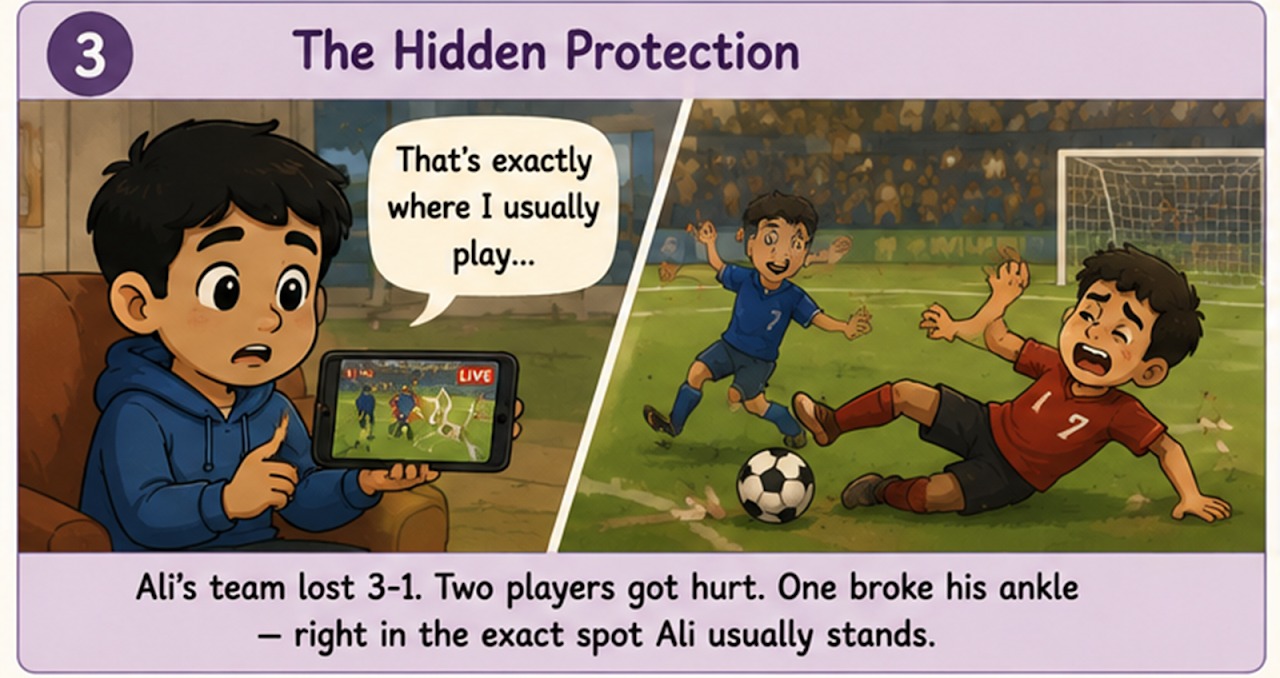 3
The Hidden Protection
That's exactly
where I usually
play...
LIVE
7
1 7
Ali's team lost 3-1. Two players got hurt. One broke his ankle
– right in the exact spot Ali usually stands.